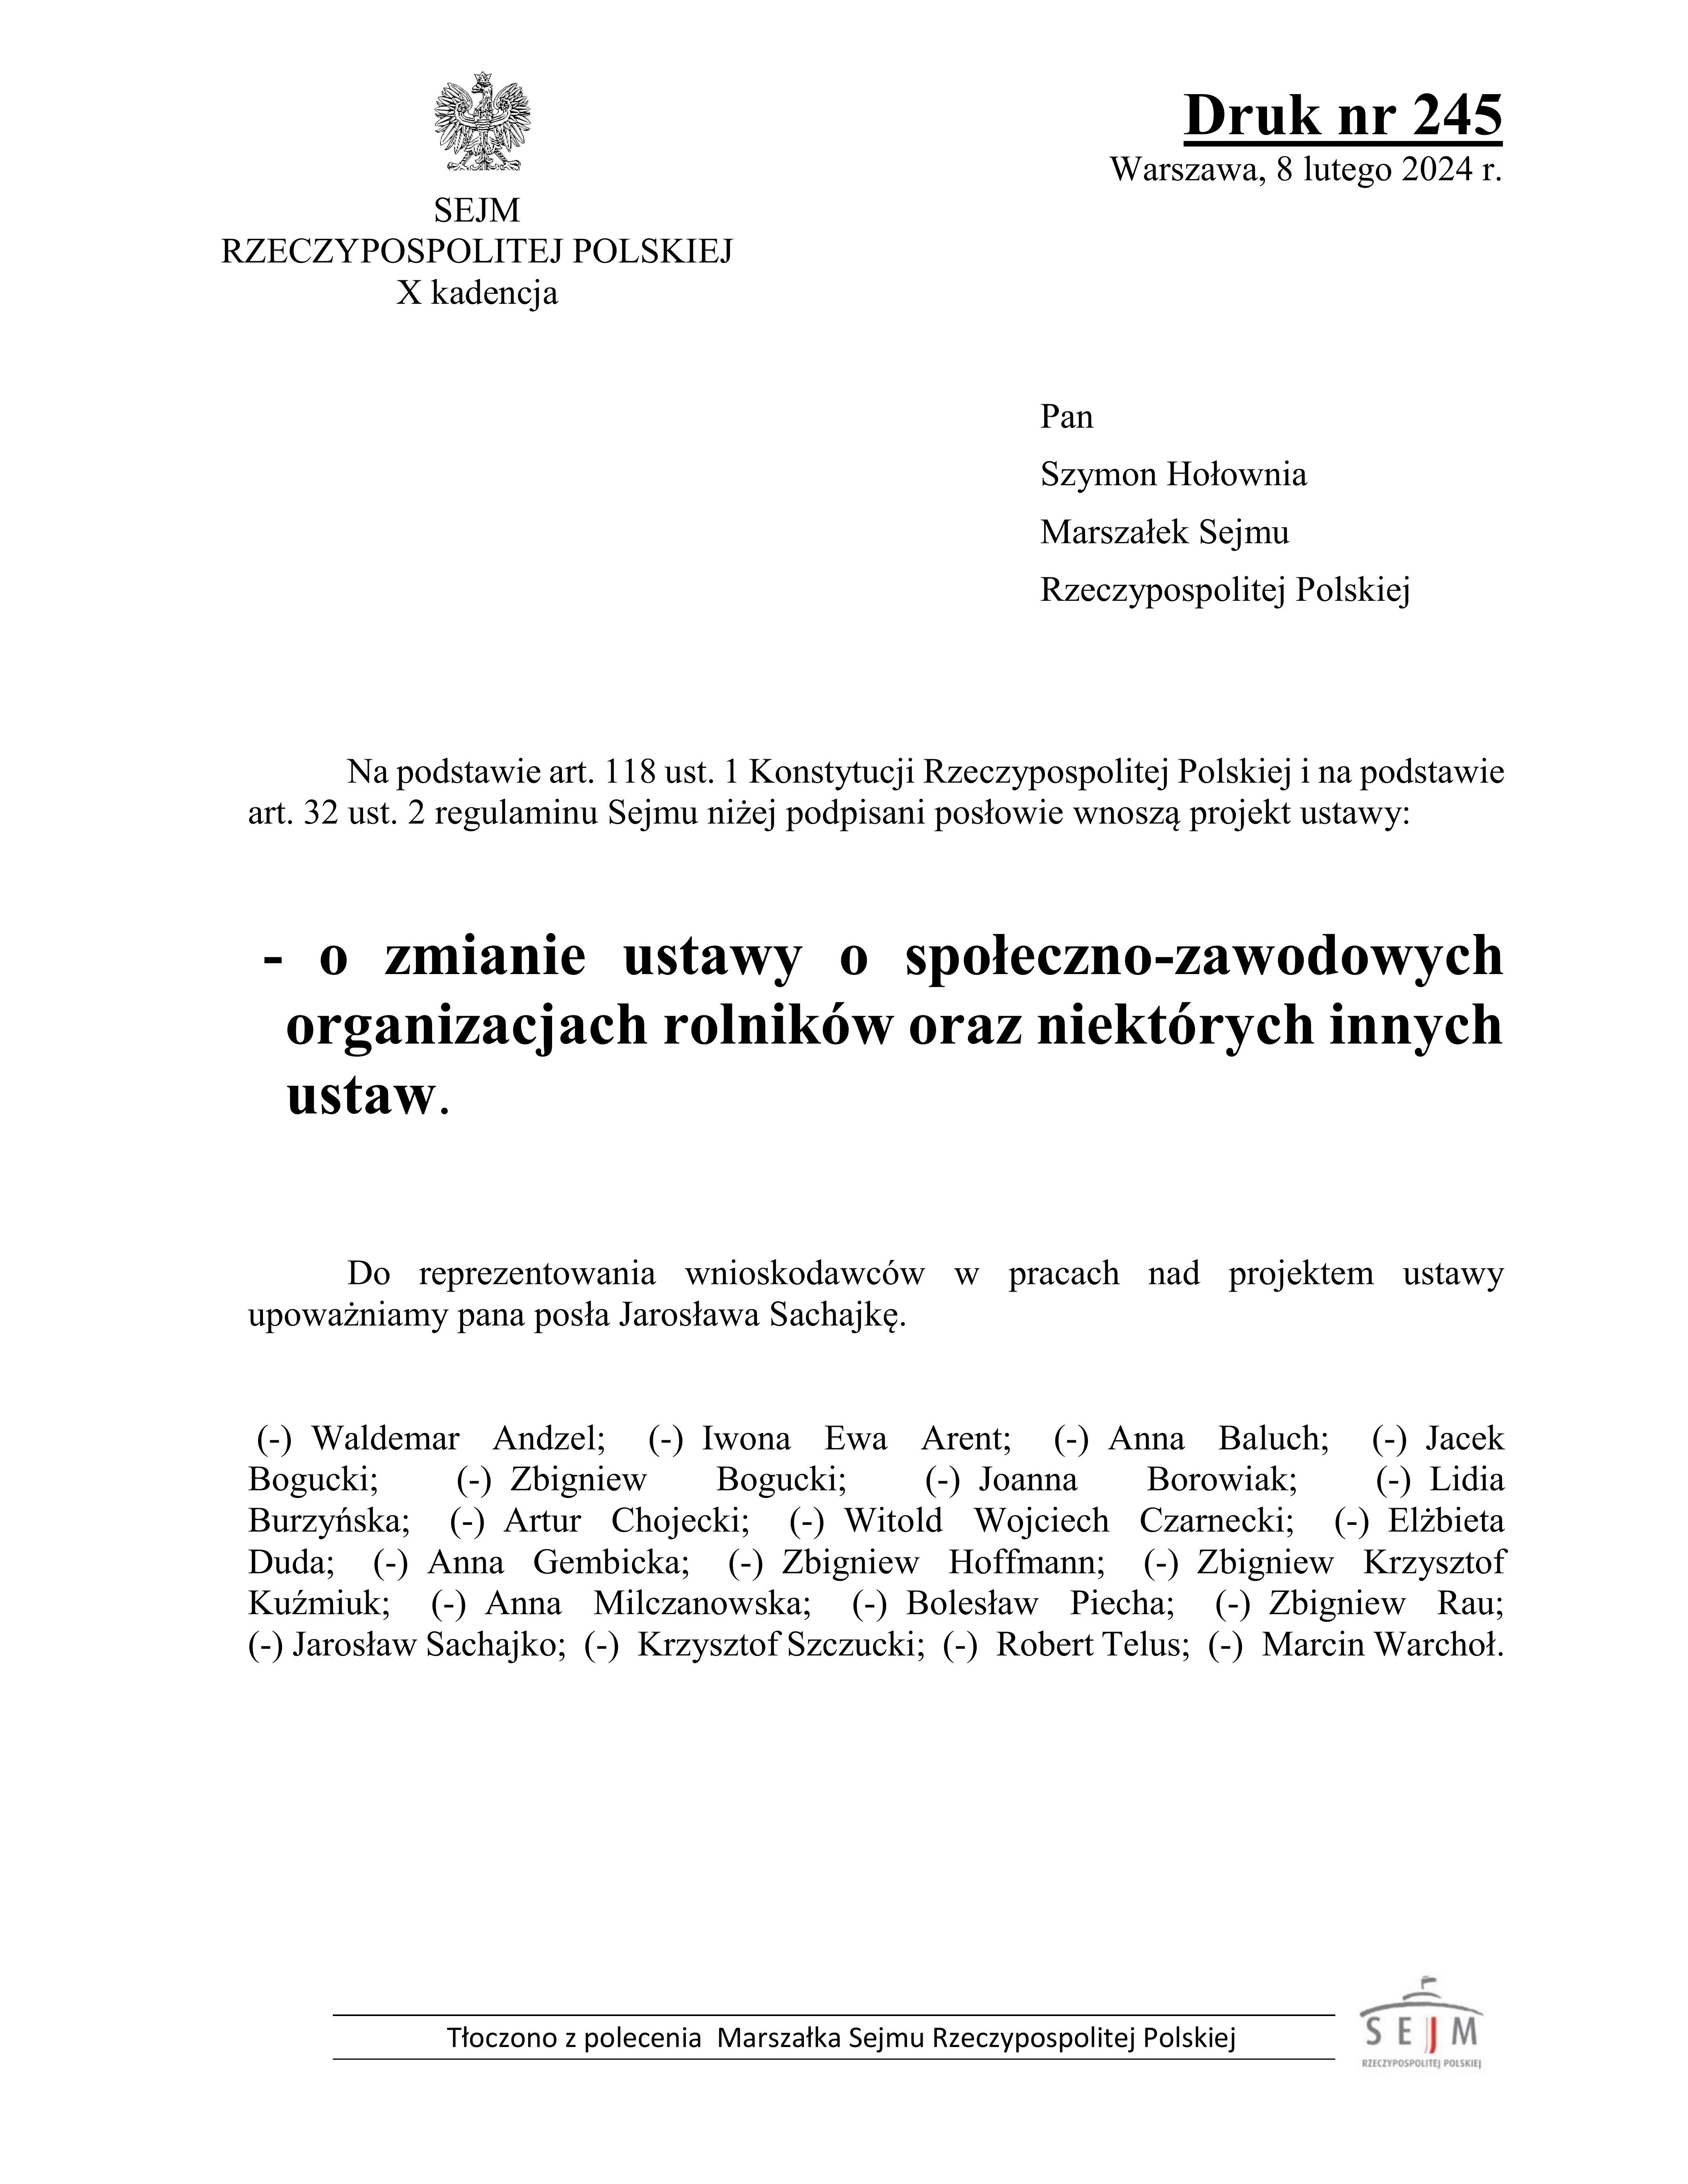 Druk nr 245
Warszawa, 8 lutego 2024 r.
SEJM
RZECZYPOSPOLITEJ POLSKIEJ
X kadencja
Pan
Szymon Hołownia
Marszałek Sejmu
Rzeczypospolitej Polskiej
Na podstawie art. 118 ust. 1 Konstytucji Rzeczypospolitej Polskiej i na podstawie
art. 32 ust. 2 regulaminu Sejmu niżej podpisani posłowie wnoszą projekt ustawy:
- o zmianie ustawy o społeczno-zawodowych
organizacjach rolników oraz niektórych innych
ustaw.
Do reprezentowania wnioskodawców w pracach nad projektem ustawy
upoważniamy pana posła Jarosława Sachajkę.
(-) Waldemar Andzel; (-) Iwona Ewa Arent; (-) Anna Baluch; (-) Jacek
Bogucki; (-) Zbigniew Bogucki; (-) Joanna Borowiak; (-) Lidia
Burzyńska; (-) Artur Chojecki; (-) Witold Wojciech Czarnecki; (-) Elżbieta
Duda; (-) Anna Gembicka; (-) Zbigniew Hoffmann; (-) Zbigniew Krzysztof
Kuźmiuk; (-) Anna Milczanowska; (-) Bolesław Piecha; (-) Zbigniew Rau;
(-) Jarosław Sachajko; (-) Krzysztof Szczucki; (-) Robert Telus; (-) Marcin Warchoł.
Tłoczono z polecenia Marszałka Sejmu Rzeczypospolitej Polskiej
SEJM
RZECZYPOSPOLITEJ POLSKIEJ